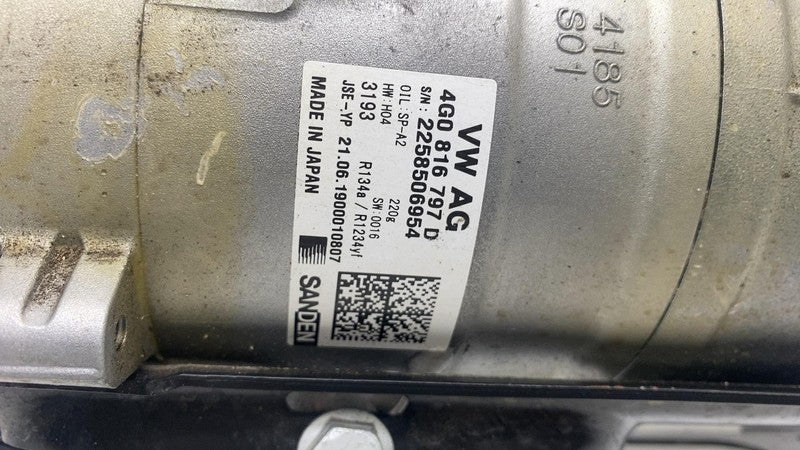 VW AG
4G0 816 797 D
S/N: 2258506954
OIL:SP-A2 220g
HW:H04 SW:0016
3193 R134a / R1234yf
JSE-,YP 21.06.1900010807
MADE IN JAPAN
SANDEN
4185
S01